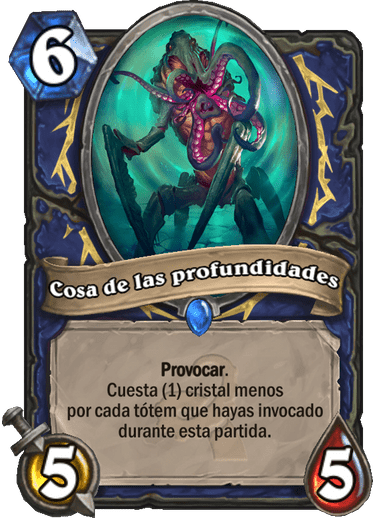 6
Cosa de las profundidades
Provocar.
Cuesta (1) cristal menos
por cada tótem que hayas invocado
durante esta partida.
5
5